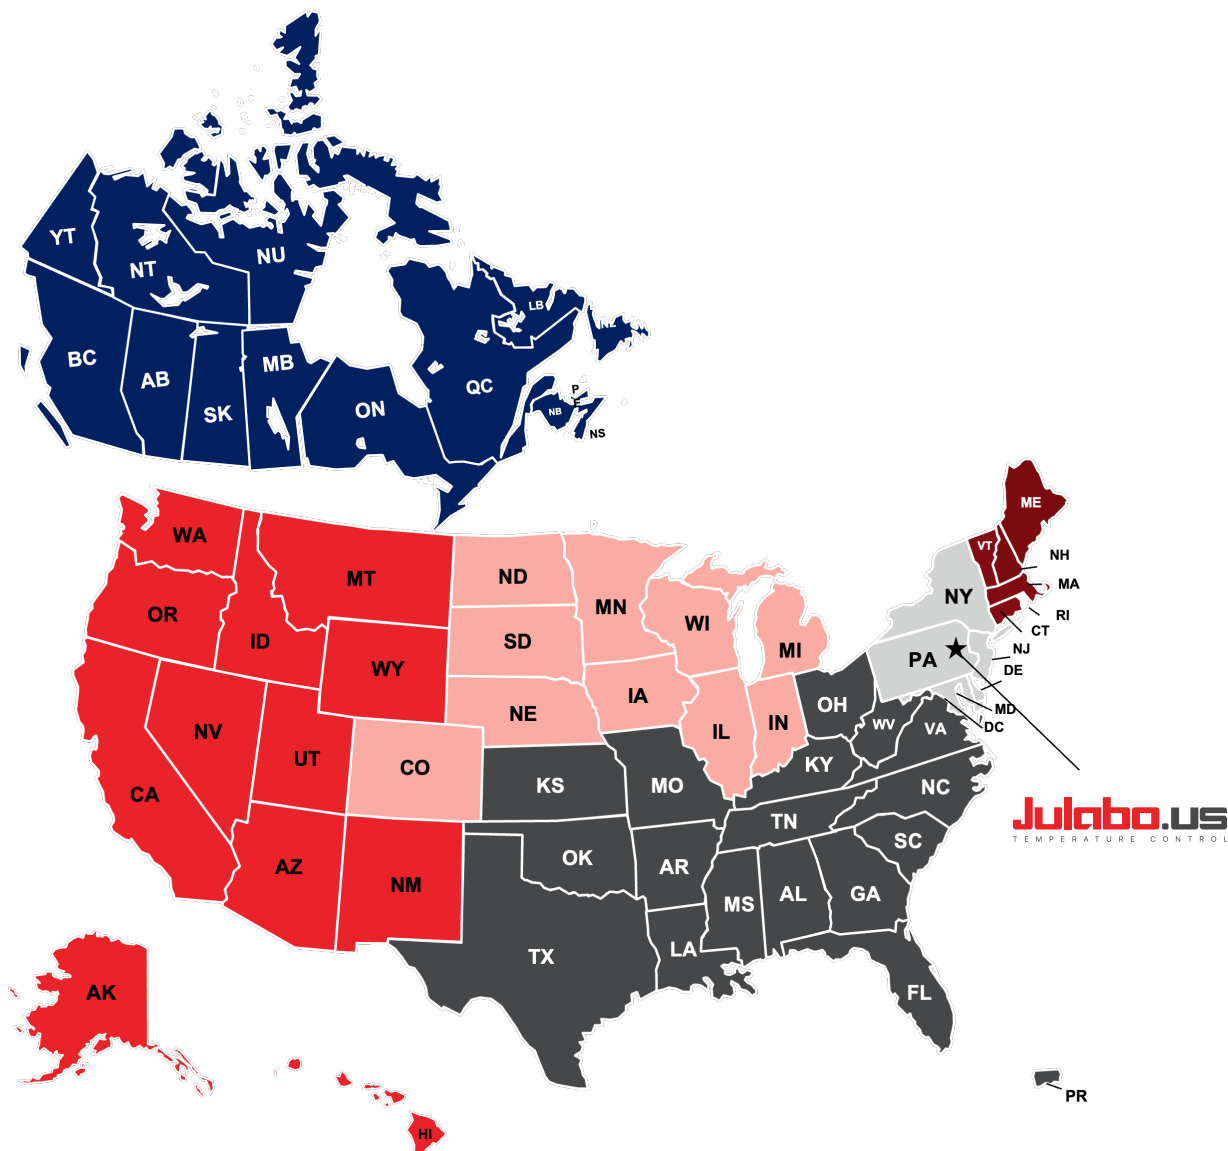 YT
NT
NU
LB
NL
BC
AB
SK
MB
ON
QC
P
E
NB
NS
ME
WA
MT
ND
MN
VT
NH
MA
OR
ID
SD
WI
MI
NY
RI
CT
NJ
WY
IA
PA
DE
NV
NE
IL
IN
OH
WV
VA
MD
DC
UT
CO
KS
MO
KY
NC
CA
TN
SC
Julabo.us
TEMPERATURE CONTROL
AZ
NM
OK
AR
MS
AL
GA
TX
LA
FL
AK
HI
PR